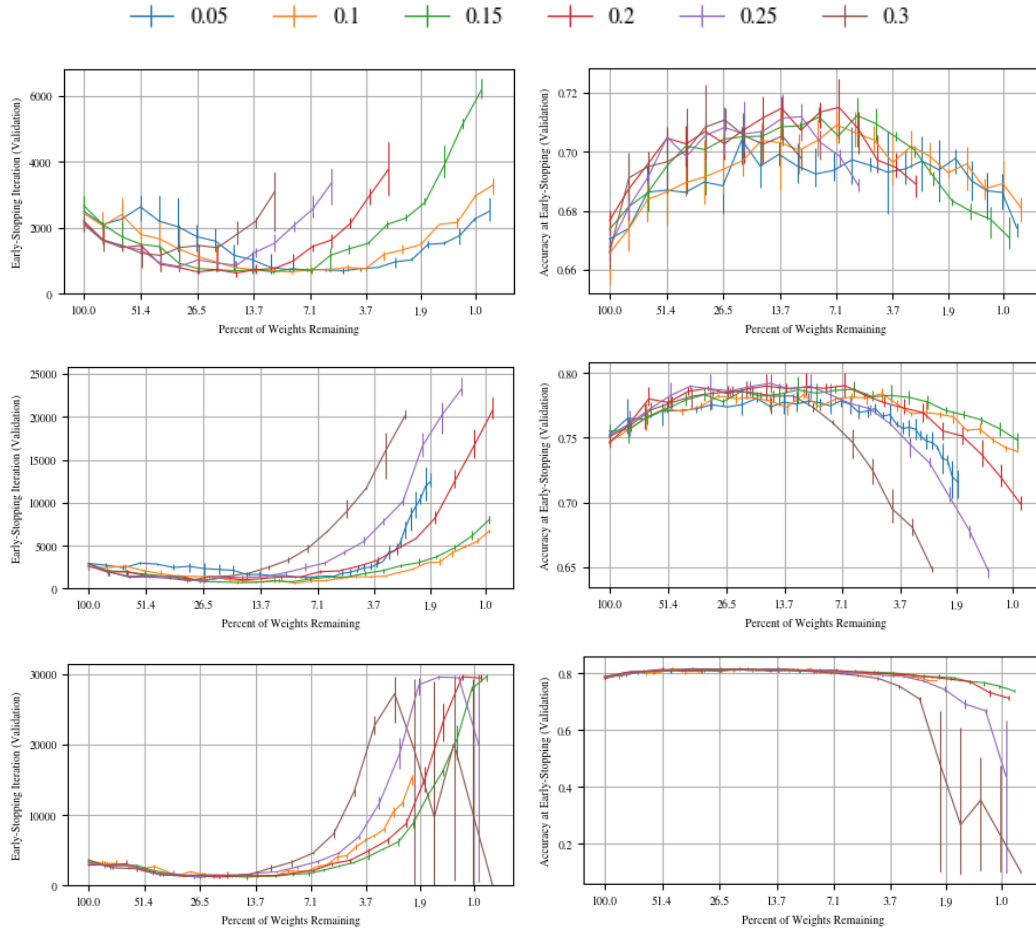 0.05 0.1 0.15 0.2 0.25 0.3
Early-Stopping Iteration (Validation)
6000
4000
2000
0
100.0 51.4 26.5 13.7 7.1 3.7 1.9 1.0
Percent of Weights Remaining
Accuracy at Early-Stopping (Validation)
0.72
0.70
0.68
0.66
100.0 51.4 26.5 13.7 7.1 3.7 1.9 1.0
Percent of Weights Remaining
Early-Stopping Iteration (Validation)
25000
20000
15000
10000
5000
0
100.0 51.4 26.5 13.7 7.1 3.7 1.9 1.0
Percent of Weights Remaining
Accuracy at Early-Stopping (Validation)
0.80
0.75
0.70
0.65
100.0 51.4 26.5 13.7 7.1 3.7 1.9 1.0
Percent of Weights Remaining
Early-Stopping Iteration (Validation)
30000
20000
10000
0
100.0 51.4 26.5 13.7 7.1 3.7 1.9 1.0
Percent of Weights Remaining
Accuracy at Early-Stopping (Validation)
0.8
0.6
0.4
0.2
100.0 51.4 26.5 13.7 7.1 3.7 1.9 1.0
Percent of Weights Remaining